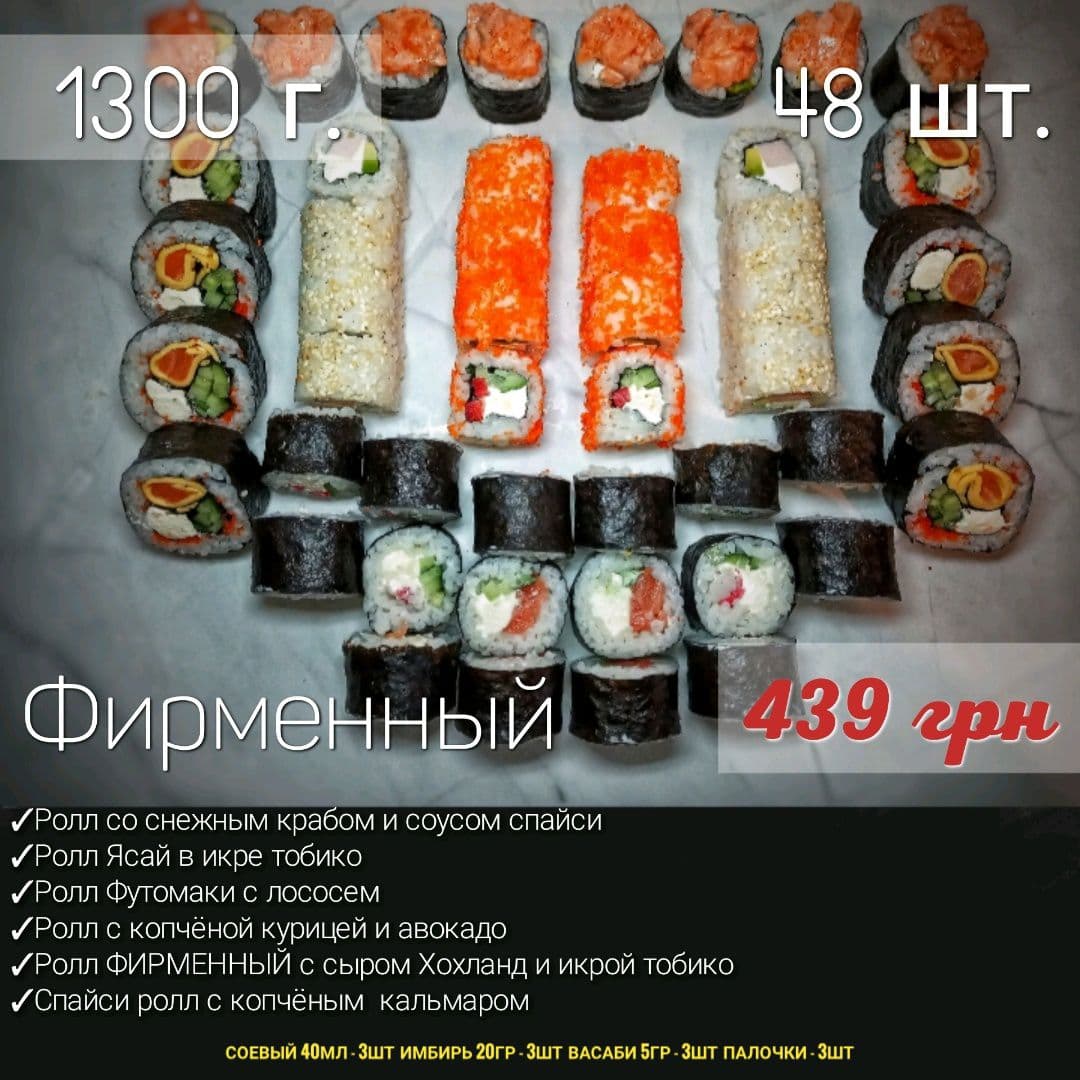 1300 г.
48 шт.
Фирменный
439 грн
✓Ролл со снежным крабом и соусом спайси
✓Ролл Ясай в икре тобико
✓Ролл Футомаки с лососем
✓Ролл с копчёной курицей и авокадо
✓Ролл ФИРМЕННЫЙ с сыром Хохланд и икрой тобико
✓Спайси ролл с копчёным кальмаром
СОЕВЫЙ 40МЛ - 3ШТ ИМБИРЬ 20ГР - 3ШТ ВАСАБИ 5ГР - 3ШТ ПАЛОЧКИ - 3ШТ